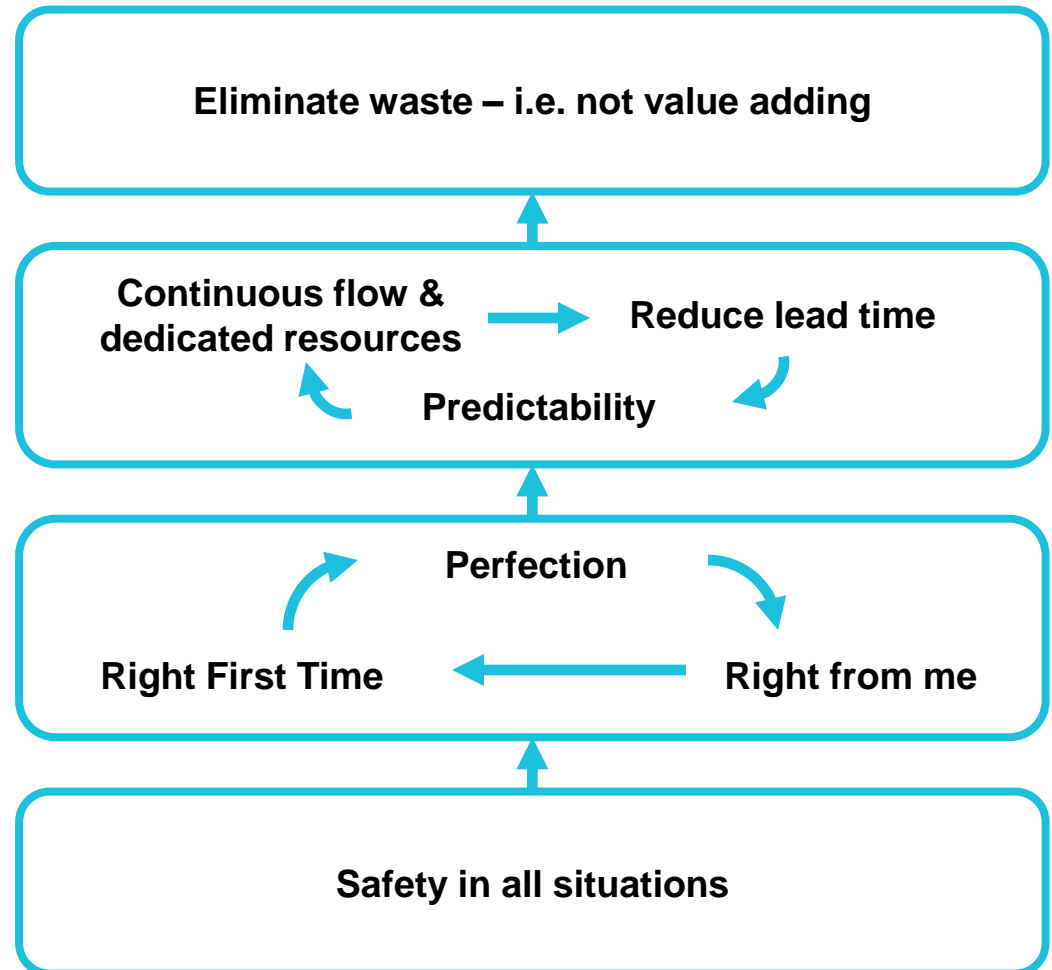 Eliminate waste – i.e. not value adding
Continuous flow &
dedicated resources
Reduce lead time
Predictability
Perfection
Right First Time
Right from me
Safety in all situations